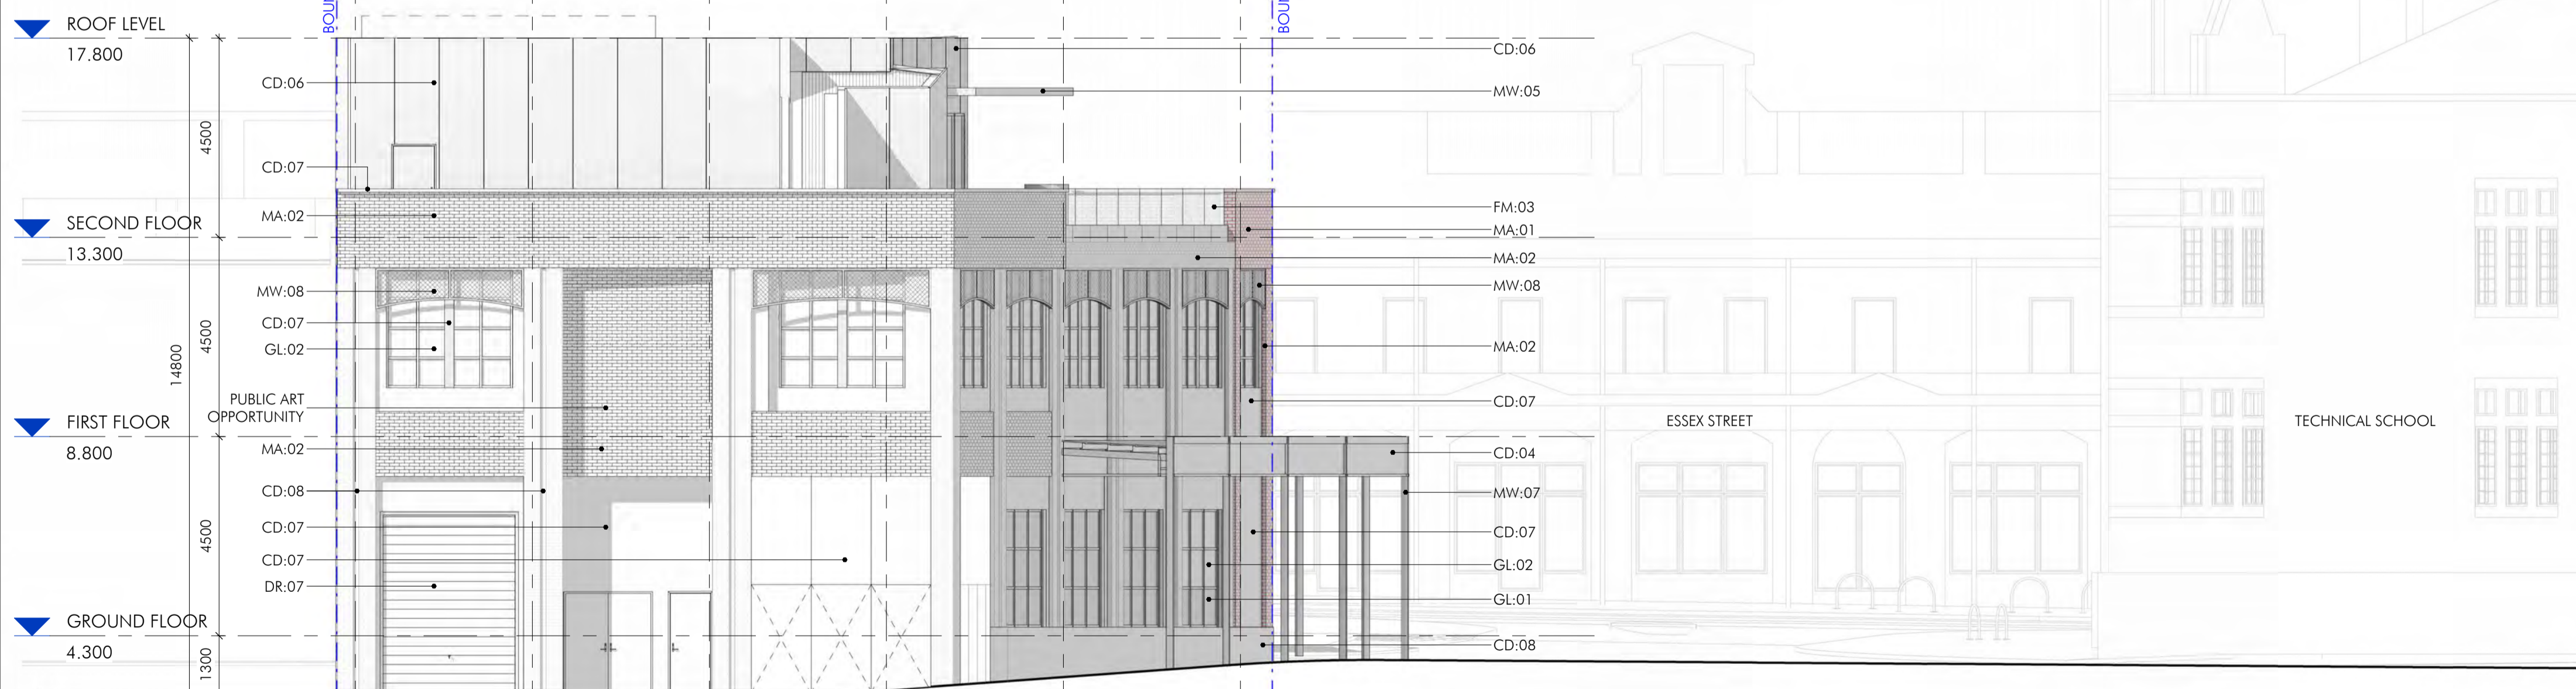 ROOF LEVEL
17.800
SECOND FLOOR
13.300
FIRST FLOOR
8.800
GROUND FLOOR
4.300
4500
4500
14800
4500
1300
CD:06
CD:07
MA:02
MW:08
CD:07
GL:02
PUBLIC ART
OPPORTUNITY
MA:02
CD:08
CD:07
CD:07
DR:07
BOU
BOU
CD:06
MW:05
FM:03
MA:01
MA:02
MW:08
MA:02
CD:07
CD:04
MW:07
CD:07
GL:02
GL:01
CD:08
ESSEX STREET
TECHNICAL SCHOOL